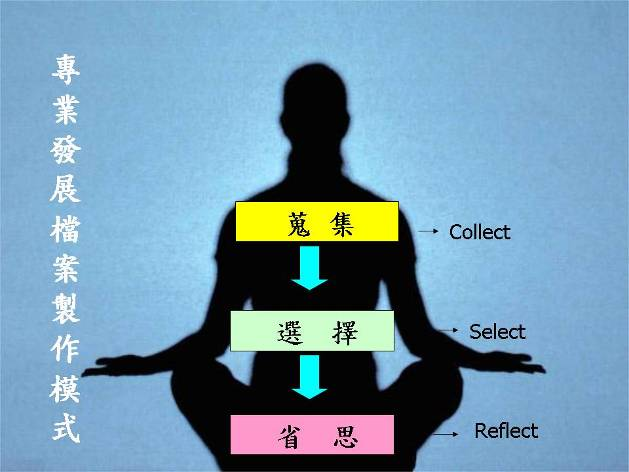 專業發展檔案製作模式
蒐 集
Collect
選 擇
Select
省 思
Reflect